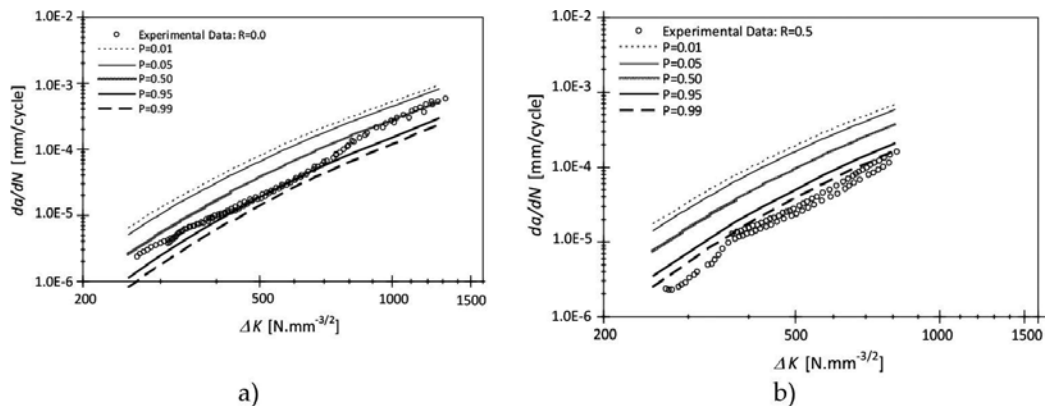 1.0E-2
1.0E-3
1.0E-4
1.0E-5
1.0E-6
da/dN [mm/cycle]
Experimental Data: R=0.0
P=0.01
P=0.05
P=0.50
P=0.95
P=0.99
200 500 1000 1500
ΔK [N.mm-3/2]
a)
1.0E-2
1.0E-3
1.0E-4
1.0E-5
1.0E-6
da/dN [mm/cycle]
Experimental Data: R=0.5
P=0.01
P=0.05
P=0.50
P=0.95
P=0.99
200 500 1000 1500
ΔK [N.mm-3/2]
b)